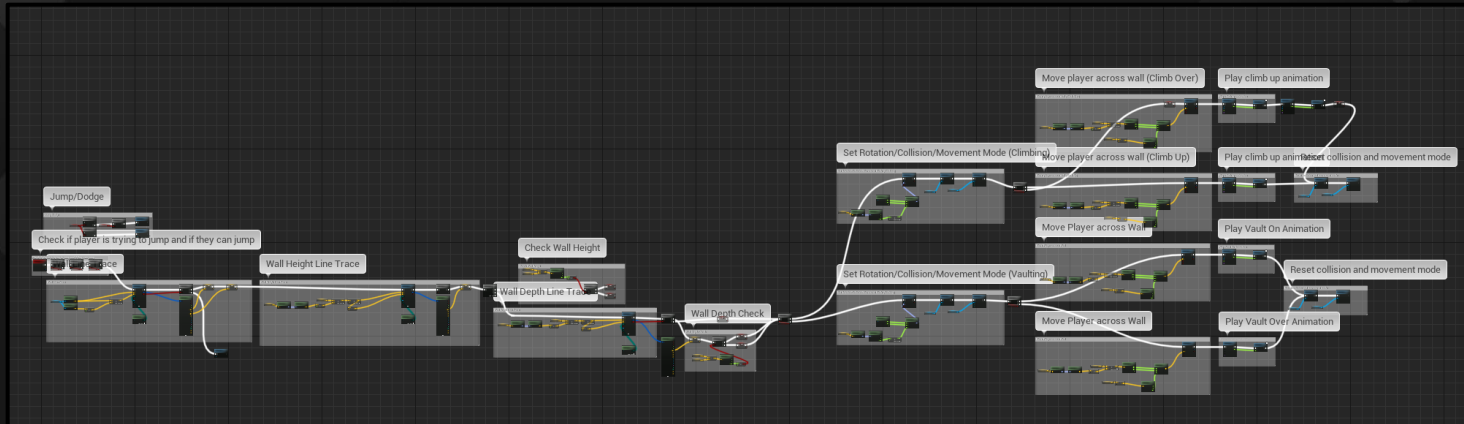 Move player across wall (Climb Over)
Play climb up animation
Set Rotation/Collision/Movement Mode (Climbing)
Move player across wall (Climb Up)
Play climb up
Reset collision and movement mode
Jump/Dodge
Check if player is trying to jump and if they can jump
Trace
Wall Height Line Trace
Check Wall Height
Move Player across Wall
Play Vault On Animation
Set Rotation/Collision/Movement Mode (Vaulting)
Reset collision and movement mode
Wall Depth Line Trace
Wall Depth Check
Move Player across Wall
Play Vault Over Animation